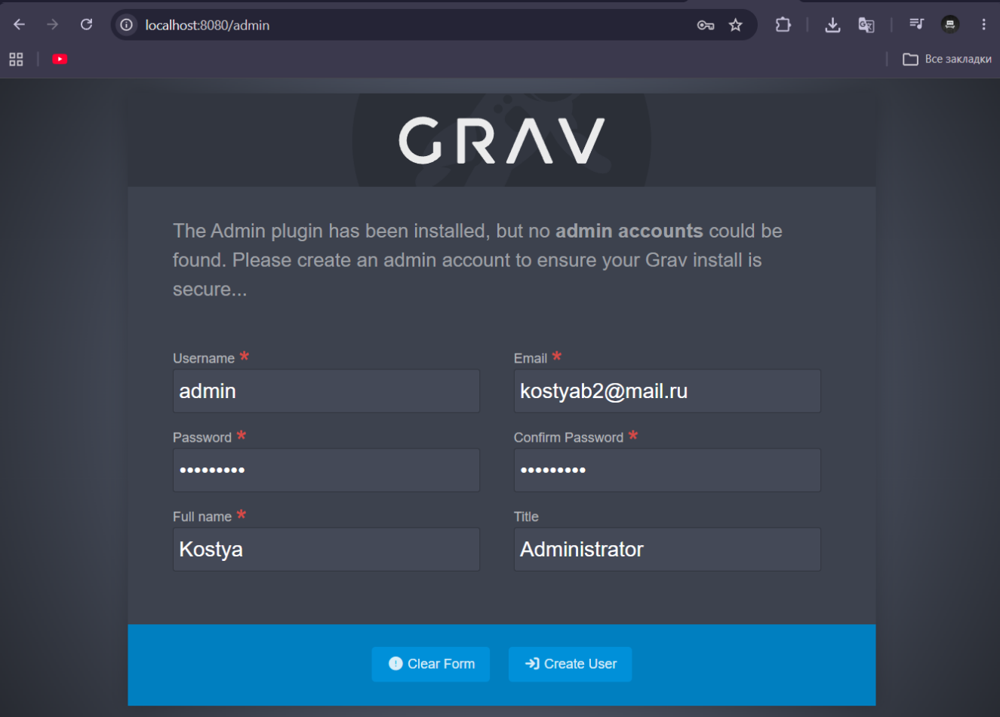 localhost:8080/admin
Все закладки
GRAV
The Admin plugin has been installed, but no admin accounts could be
found. Please create an admin account to ensure your Grav install is
secure...
Username *
Email *
admin
kostyab2@mail.ru
Password *
Confirm Password *
•••••••••
•••••••••
Full name *
Title
Kostya
Administrator
Clear Form
Create User